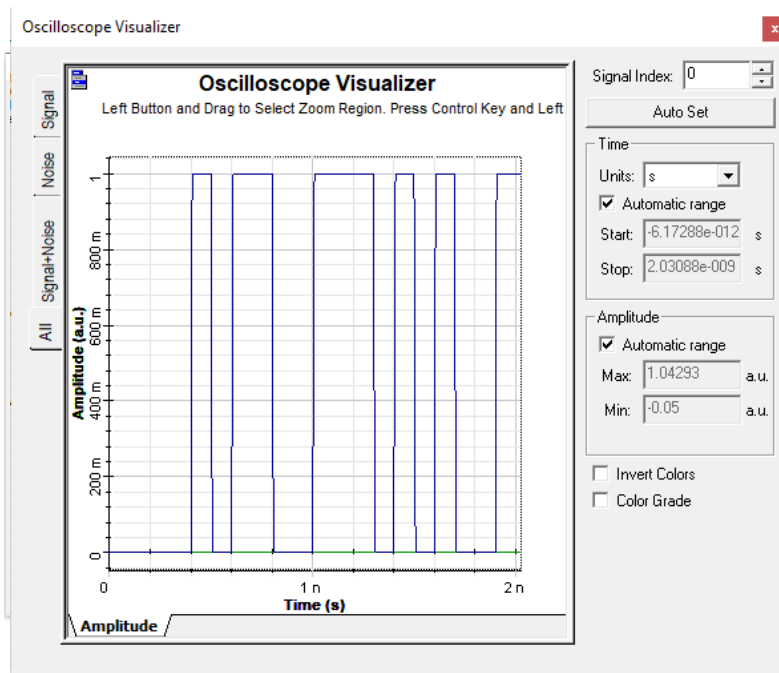 Oscilloscope Visualizer
x
Signal
Noise
Signal+Noise
All
Oscilloscope Visualizer
Left Button and Drag to Select Zoom Region. Press Control Key and Left
Amplitude (a.u.)
1
800 m
600 m
400 m
200 m
0
0
1 n
2 n
Time (s)
Amplitude
Signal Index: 0
Auto Set
Time
Units: s
Automatic range
Start: -6.17288e-012 s
Stop: 2.03088e-009 s
Amplitude
Automatic range
Max: 1.04293 a.u.
Min: -0.05 a.u.
Invert Colors
Color Grade